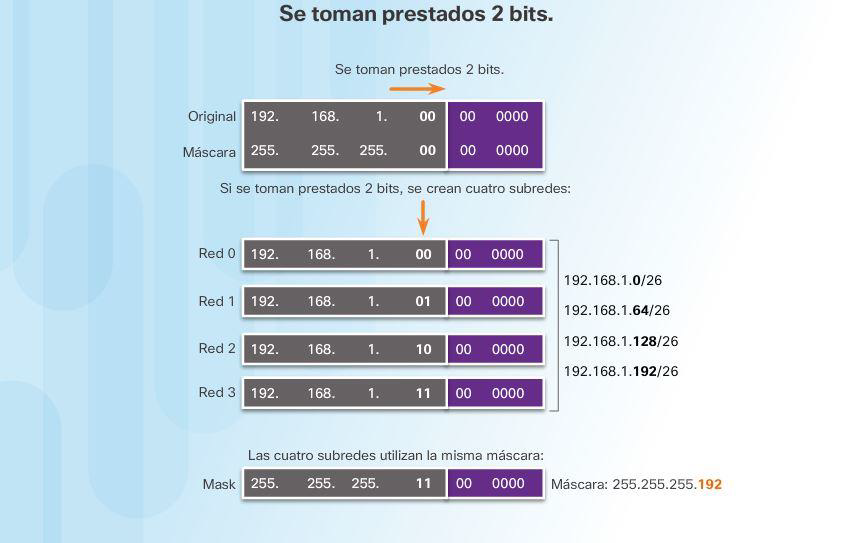 Se toman prestados 2 bits.
Se toman prestados 2 bits.
Original 192. 168. 1. 00 00 0000
Máscara 255. 255. 255. 00 00 0000
Si se toman prestados 2 bits, se crean cuatro subredes:
Red 0 192. 168. 1. 00 00 0000
192.168.1.0/26
Red 1 192. 168. 1. 01 00 0000
192.168.1.64/26
Red 2 192. 168. 1. 10 00 0000
192.168.1.128/26
192.168.1.192/26
Red 3 192. 168. 1. 11 00 0000
Las cuatro subredes utilizan la misma máscara:
Mask 255. 255. 255. 11 00 0000 Máscara: 255.255.255.192